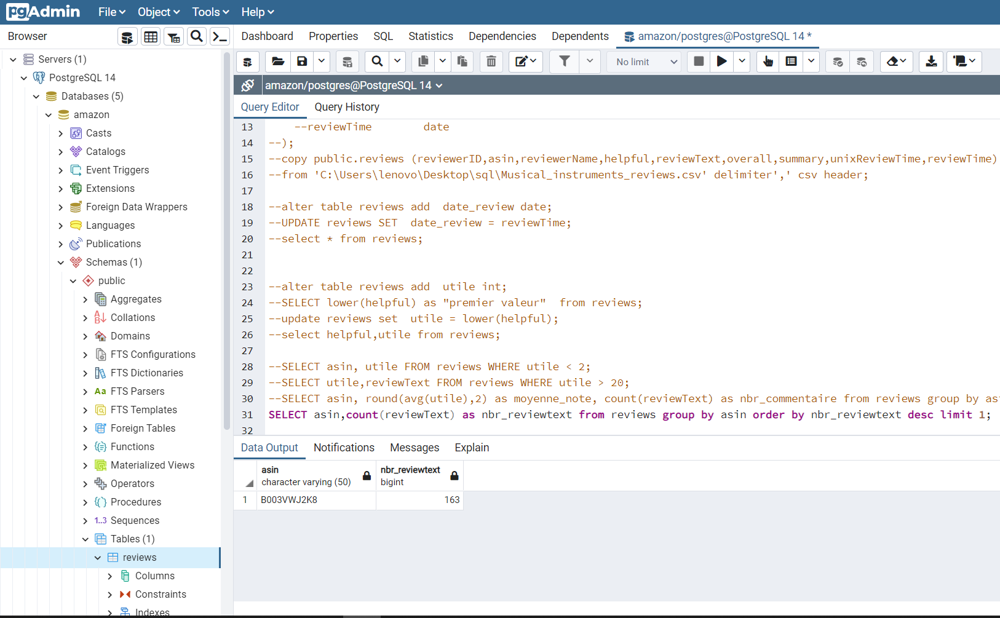 pgAdmin File Object Tools Help
Browser
Dashboard Properties SQL Statistics Dependencies Dependents amazon/postgres@PostgreSQL 14 *
No limit
amazon/postgres@PostgreSQL 14
Servers (1)
PostgreSQL 14
Databases (5)
amazon
Casts
Catalogs
Event Triggers
Extensions
Foreign Data Wrappers
Languages
Publications
Schemas (1)
public
Aggregates
Collations
Domains
FTS Configurations
FTS Dictionaries
Aa FTS Parsers
FTS Templates
Foreign Tables
Functions
Materialized Views
Operators
Procedures
1..3 Sequences
Tables (1)
reviews
Columns
Constraints
Indexes
Query Editor Query History
13 --reviewTime date
14 --);
15 --copy public.reviews (reviewerID,asin,reviewerName,helpful,reviewText,overall,summary,unixReviewTime,reviewTime)
16 --from 'C:\Users\lenovo\Desktop\sql\Musical_instruments_reviews.csv' delimiter',' csv header;
17
18 --alter table reviews add date_review date;
19 --UPDATE reviews SET date_review = reviewTime;
20 --select * from reviews;
21
22
23 --alter table reviews add utile int;
24 --SELECT lower(helpful) as "premier valeur" from reviews;
25 --update reviews set utile = lower(helpful);
26 --select helpful,utile from reviews;
27
28 --SELECT asin, utile FROM reviews WHERE utile < 2;
29 --SELECT utile,reviewText FROM reviews WHERE utile > 20;
30 --SELECT asin, round(avg(utile),2) as moyenne_note, count(reviewText) as nbr_commentaire from reviews group by as
31 SELECT asin,count(reviewText) as nbr_reviewtext from reviews group by asin order by nbr_reviewtext desc limit 1;
32
Data Output Notifications Messages Explain
asin nbr_reviewtext
character varying (50) bigint
1 B003VWJ2K8 163